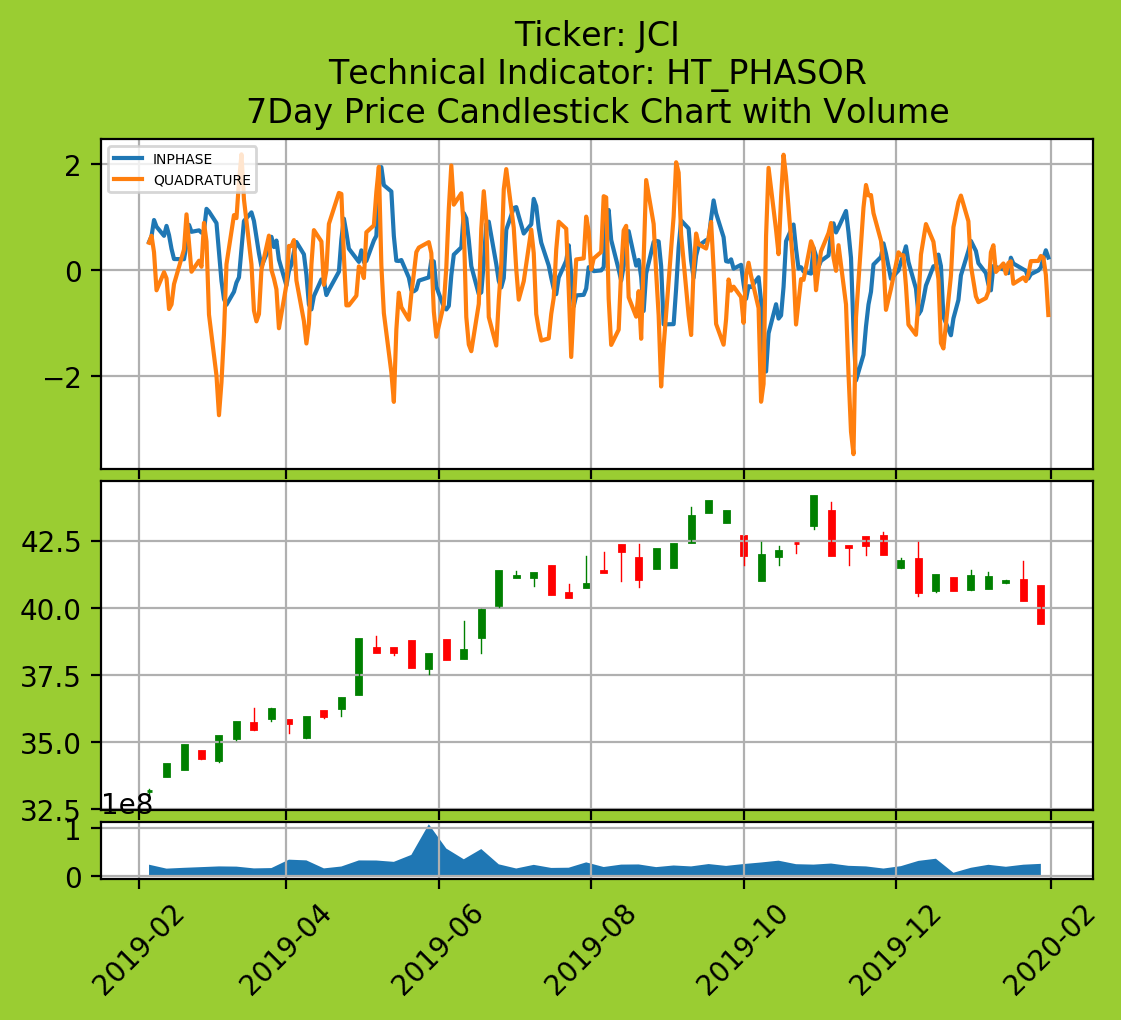 Ticker: JCI
Technical Indicator: HT_PHASOR
7Day Price Candlestick Chart with Volume
INPHASE
QUADRATURE
2
0
−2
42.5
40.0
37.5
35.0
32.5
1e8
1
0
2019-02
2019-04
2019-06
2019-08
2019-10
2019-12
2020-02